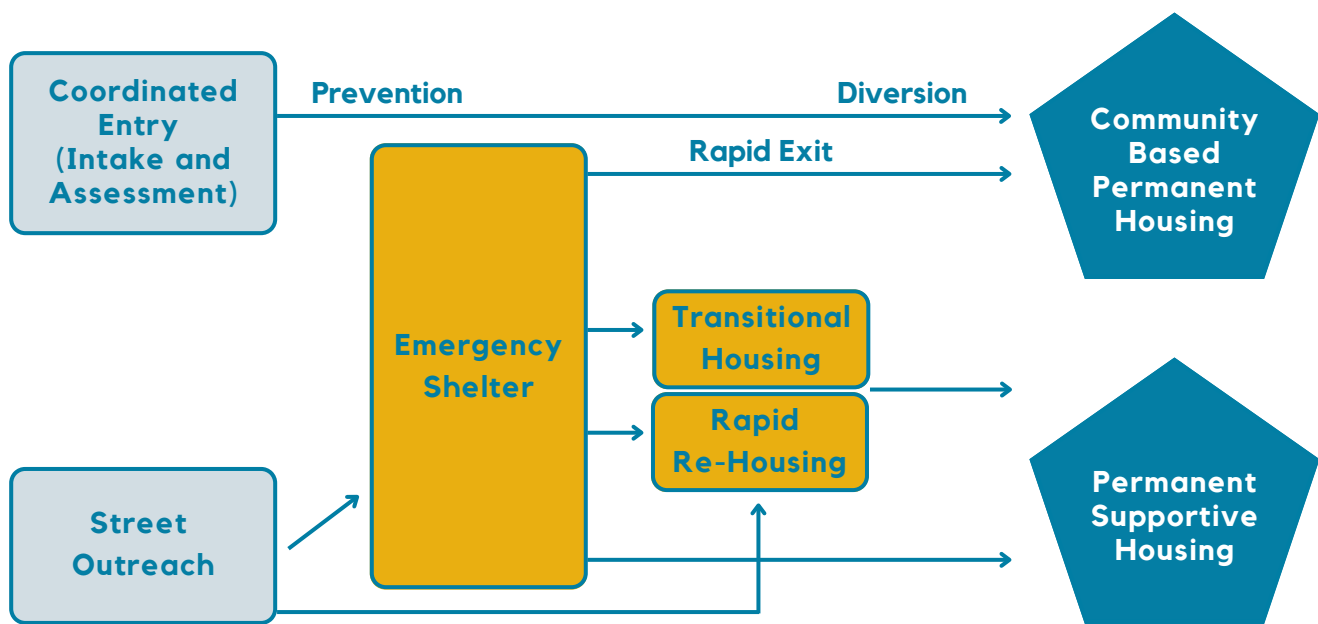 Coordinated
Entry
(Intake and
Assessment)
Prevention
Diversion
Rapid Exit
Community
Based
Permanent
Housing
Emergency
Shelter
Transitional
Housing
Rapid
Re-Housing
Street
Outreach
Permanent
Supportive
Housing